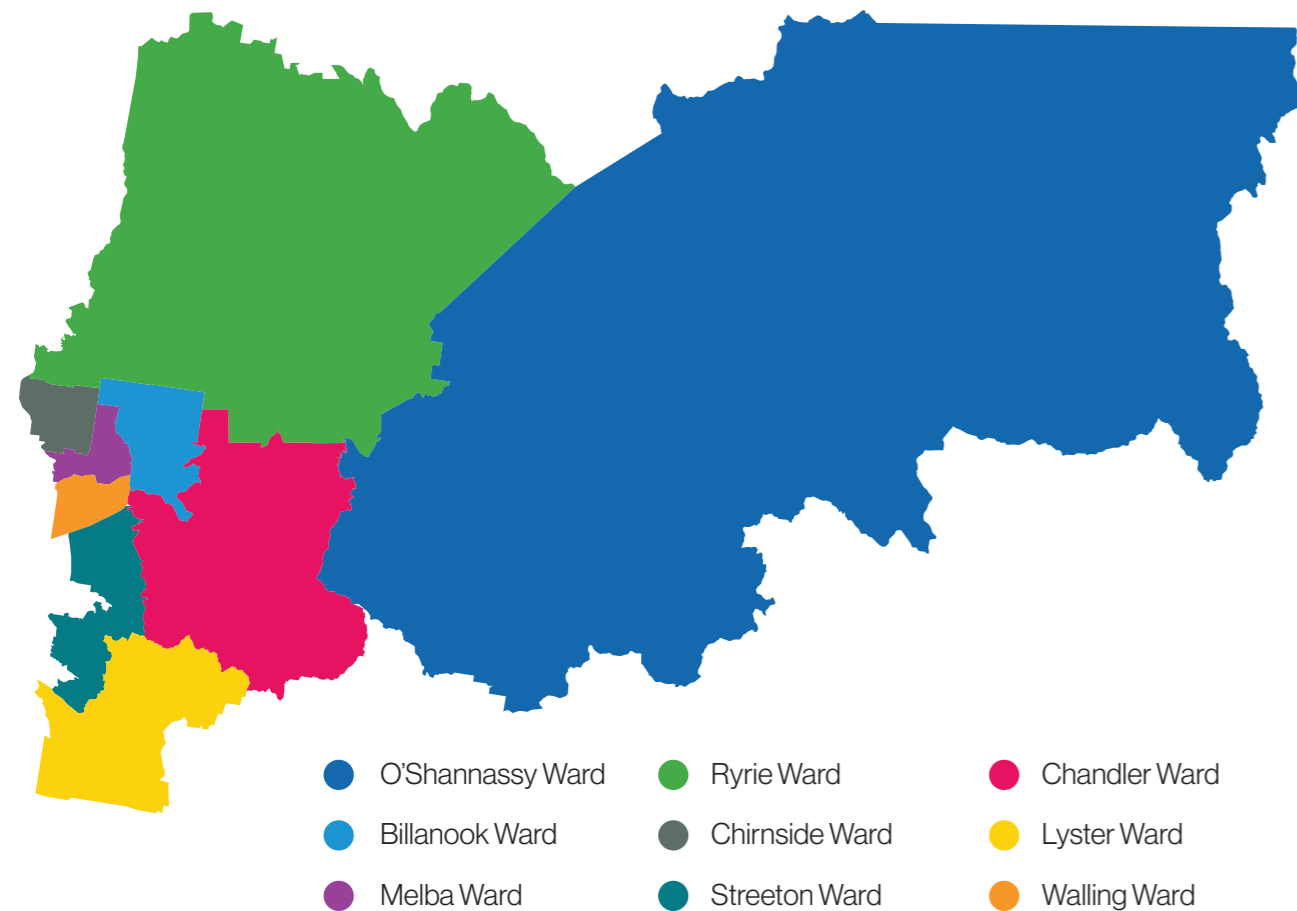 O'Shannassy Ward
Ryrie Ward
Chandler Ward
Billanook Ward
Chirnside Ward
Lyster Ward
Melba Ward
Streeton Ward
Walling Ward